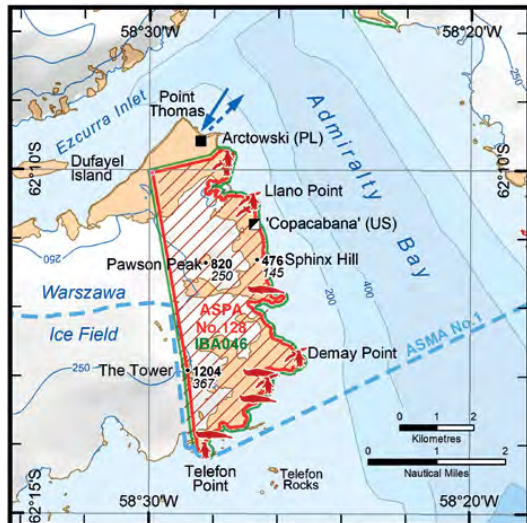 58°30'W
58°20'W
250
Point
Thomas
Ezcurra Inlet
Arctowski (PL)
Admiralty
Bay
62°10'S
62°10'S
Dufayel
Island
Llano Point
'Copacabana' (US)
250
Pawson Peak
820
250
476
145
Sphinx Hill
200
400
Warszawa
Ice Field
ASPA
No.128
IBA046
ASMA No.1
Demay Point
250
The Tower
1204
367
0 1 2
Kilometres
0 1 2
Nautical Miles
Telefon
Point
Telefon
Rocks
62°15'S
62°15'S
58°30'W
58°20'W